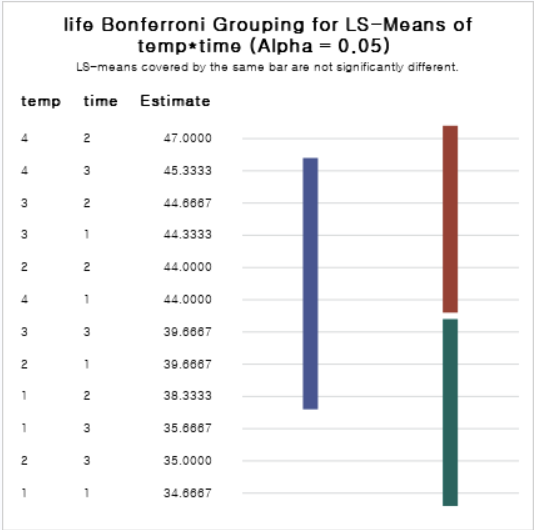 life Bonferroni Grouping for LS-Means of
temp*time (Alpha = 0.05)
LS-means covered by the same bar are not significantly different.
temp time Estimate
4 2 47.0000
4 3 45.3333
3 2 44.6667
3 1 44.3333
2 2 44.0000
4 1 44.0000
3 3 39.6667
2 1 39.6667
1 2 38.3333
1 3 35.6667
2 3 35.0000
1 1 34.6667